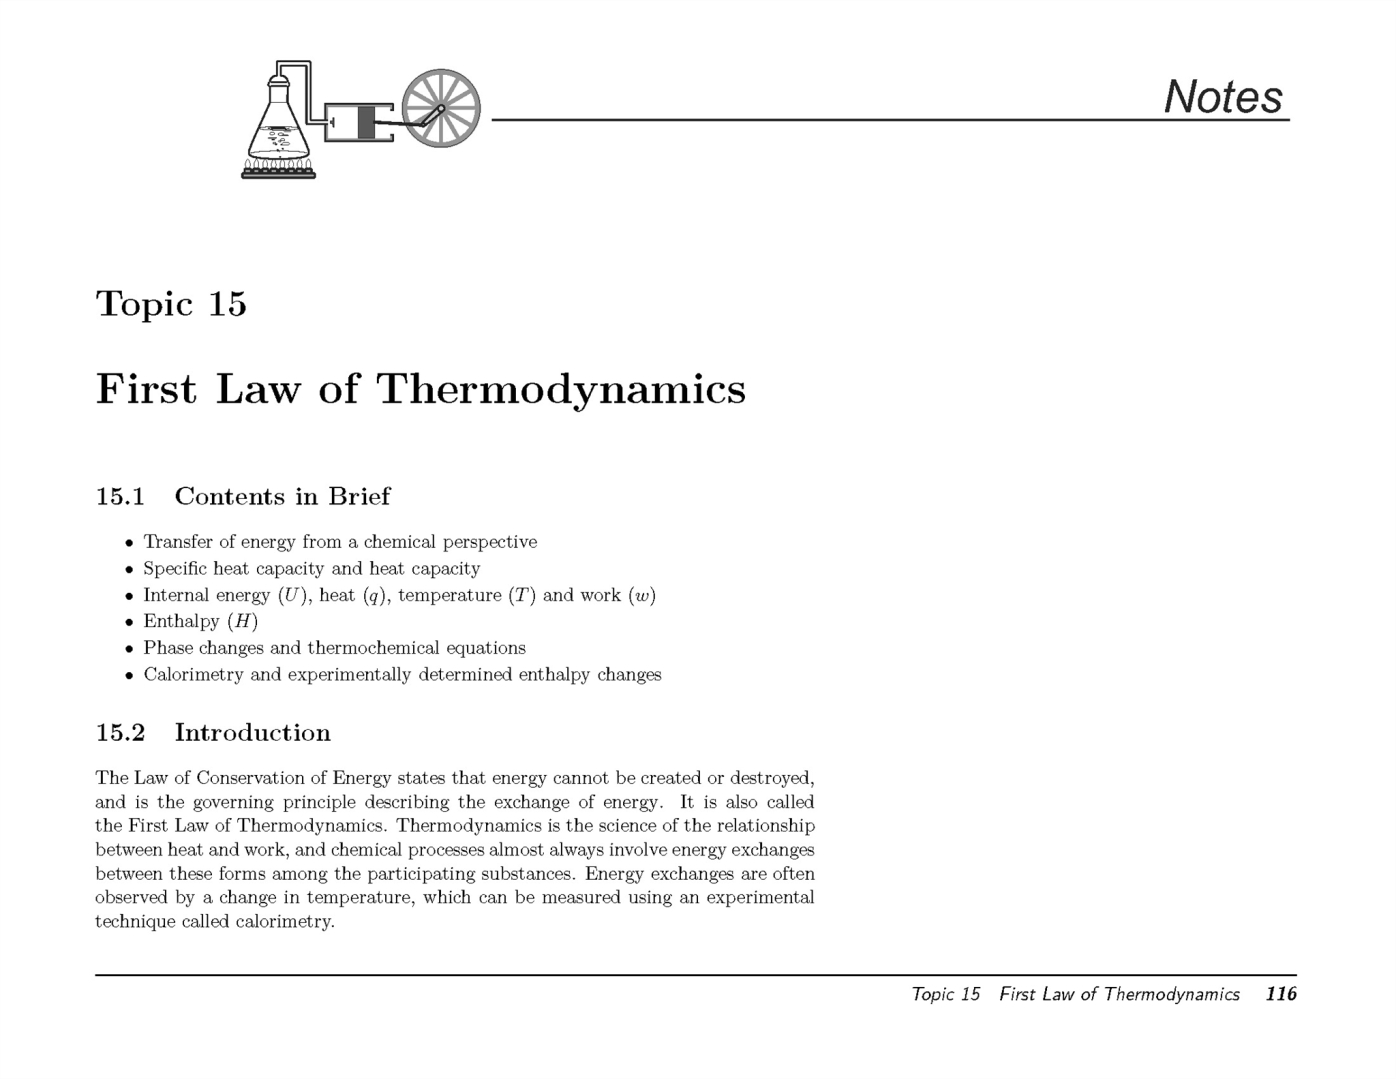 Notes
Topic 15
First Law of Thermodynamics
15.1 Contents in Brief
• Transfer of energy from a chemical perspective
• Specific heat capacity and heat capacity
• Internal energy (U), heat (q), temperature (T) and work (w)
• Enthalpy (H)
• Phase changes and thermochemical equations
• Calorimetry and experimentally determined enthalpy changes
15.2 Introduction
The Law of Conservation of Energy states that energy cannot be created or destroyed,
and is the governing principle describing the exchange of energy. It is also called
the First Law of Thermodynamics. Thermodynamics is the science of the relationship
between heat and work, and chemical processes almost always involve energy exchanges
between these forms among the participating substances. Energy exchanges are often
observed by a change in temperature, which can be measured using an experimental
technique called calorimetry.
Topic 15 First Law of Thermodynamics 116